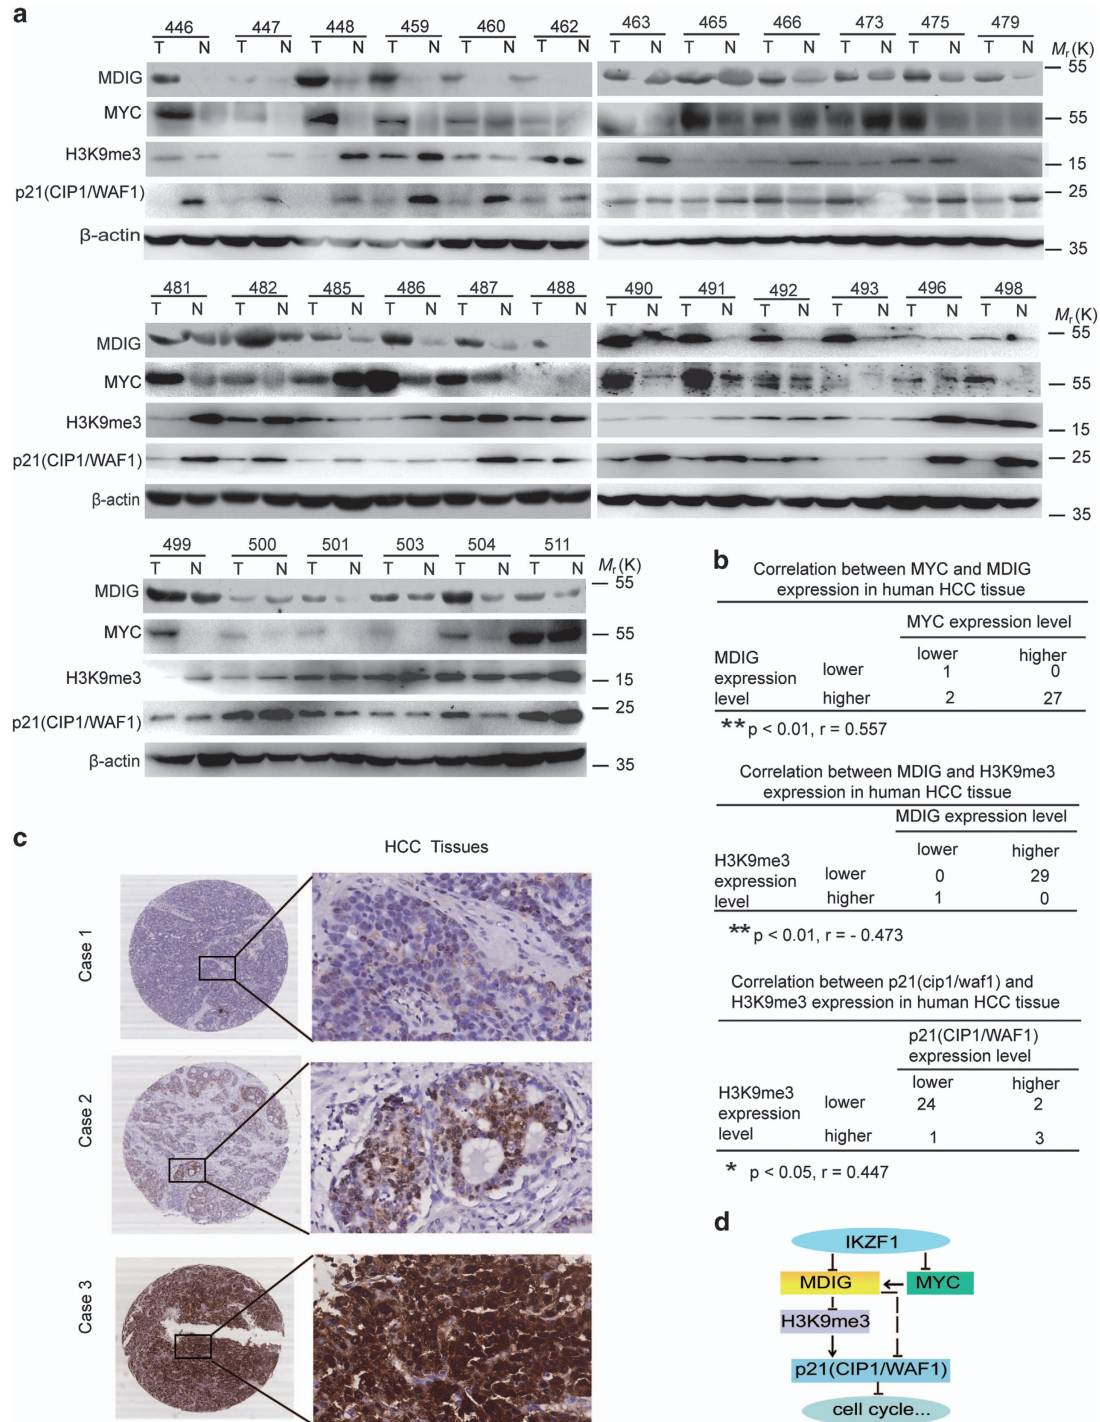 a
446 447 448 459 460 462 463 465 466 473 475 479
T N T N T N T N T N T N T N T N T N T N T N T N Mr(K)
MDIG 55
MYC 55
H3K9me3 15
p21(CIP1/WAF1) 25
β-actin 35
481 482 485 486 487 488 490 491 492 493 496 498
T N T N T N T N T N T N T N T N T N T N T N T N Mr(K)
MDIG 55
MYC 55
H3K9me3 15
p21(CIP1/WAF1) 25
β-actin 35
499 500 501 503 504 511
T N T N T N T N T N T N Mr(K)
MDIG 55
MYC 55
H3K9me3 15
p21(CIP1/WAF1) 25
β-actin 35
b
Correlation between MYC and MDIG
expression in human HCC tissue
MYC expression level
lower higher
MDIG
expression
level
lower 1 0
higher 2 27
**p < 0.01, r = 0.557
Correlation between MDIG and H3K9me3
expression in human HCC tissue
MDIG expression level
lower higher
H3K9me3
expression
level
lower 0 29
higher 1 0
**p < 0.01, r = - 0.473
Correlation between p21(cip1/waf1) and
H3K9me3 expression in human HCC tissue
p21(CIP1/WAF1)
expression level
lower higher
H3K9me3
expression
level
lower 24 2
higher 1 3
* p < 0.05, r = 0.447
c
HCC Tissues
Case 1
Case 2
Case 3
d
IKZF1
MDIG MYC
H3K9me3
p21(CIP1/WAF1)
cell cycle...